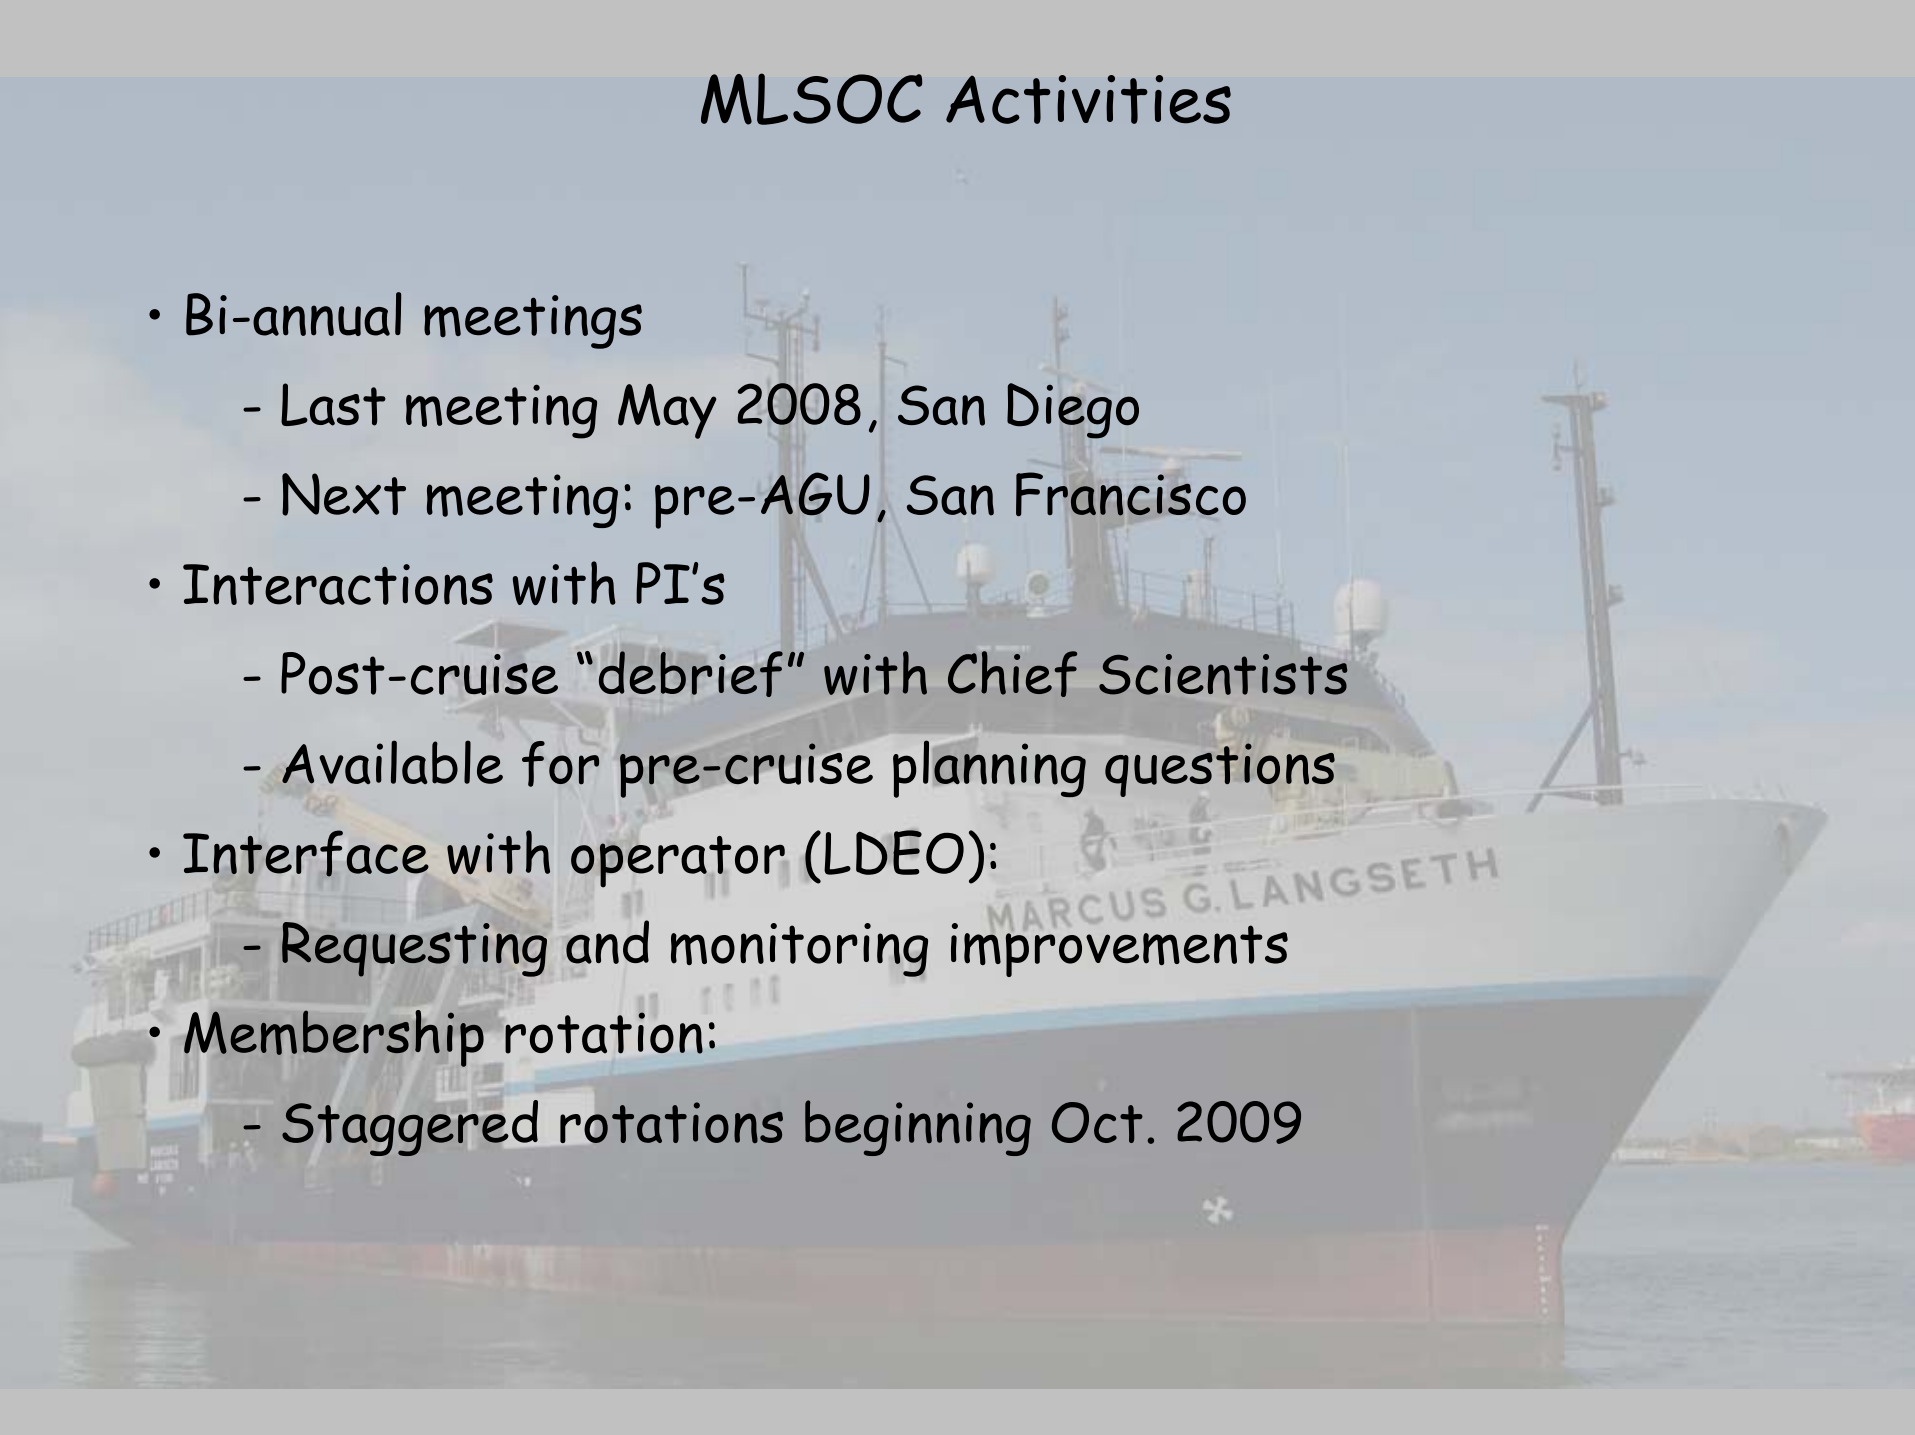 MLSOC Activities
• Bi-annual meetings
- Last meeting May 2008, San Diego
- Next meeting: pre-AGU, San Francisco
• Interactions with PI’s
- Post-cruise “debrief” with Chief Scientists
- Available for pre-cruise planning questions
• Interface with operator (LDEO):
MARCUS G. LANGSETH
- Requesting and monitoring improvements
• Membership rotation:
- Staggered rotations beginning Oct. 2009